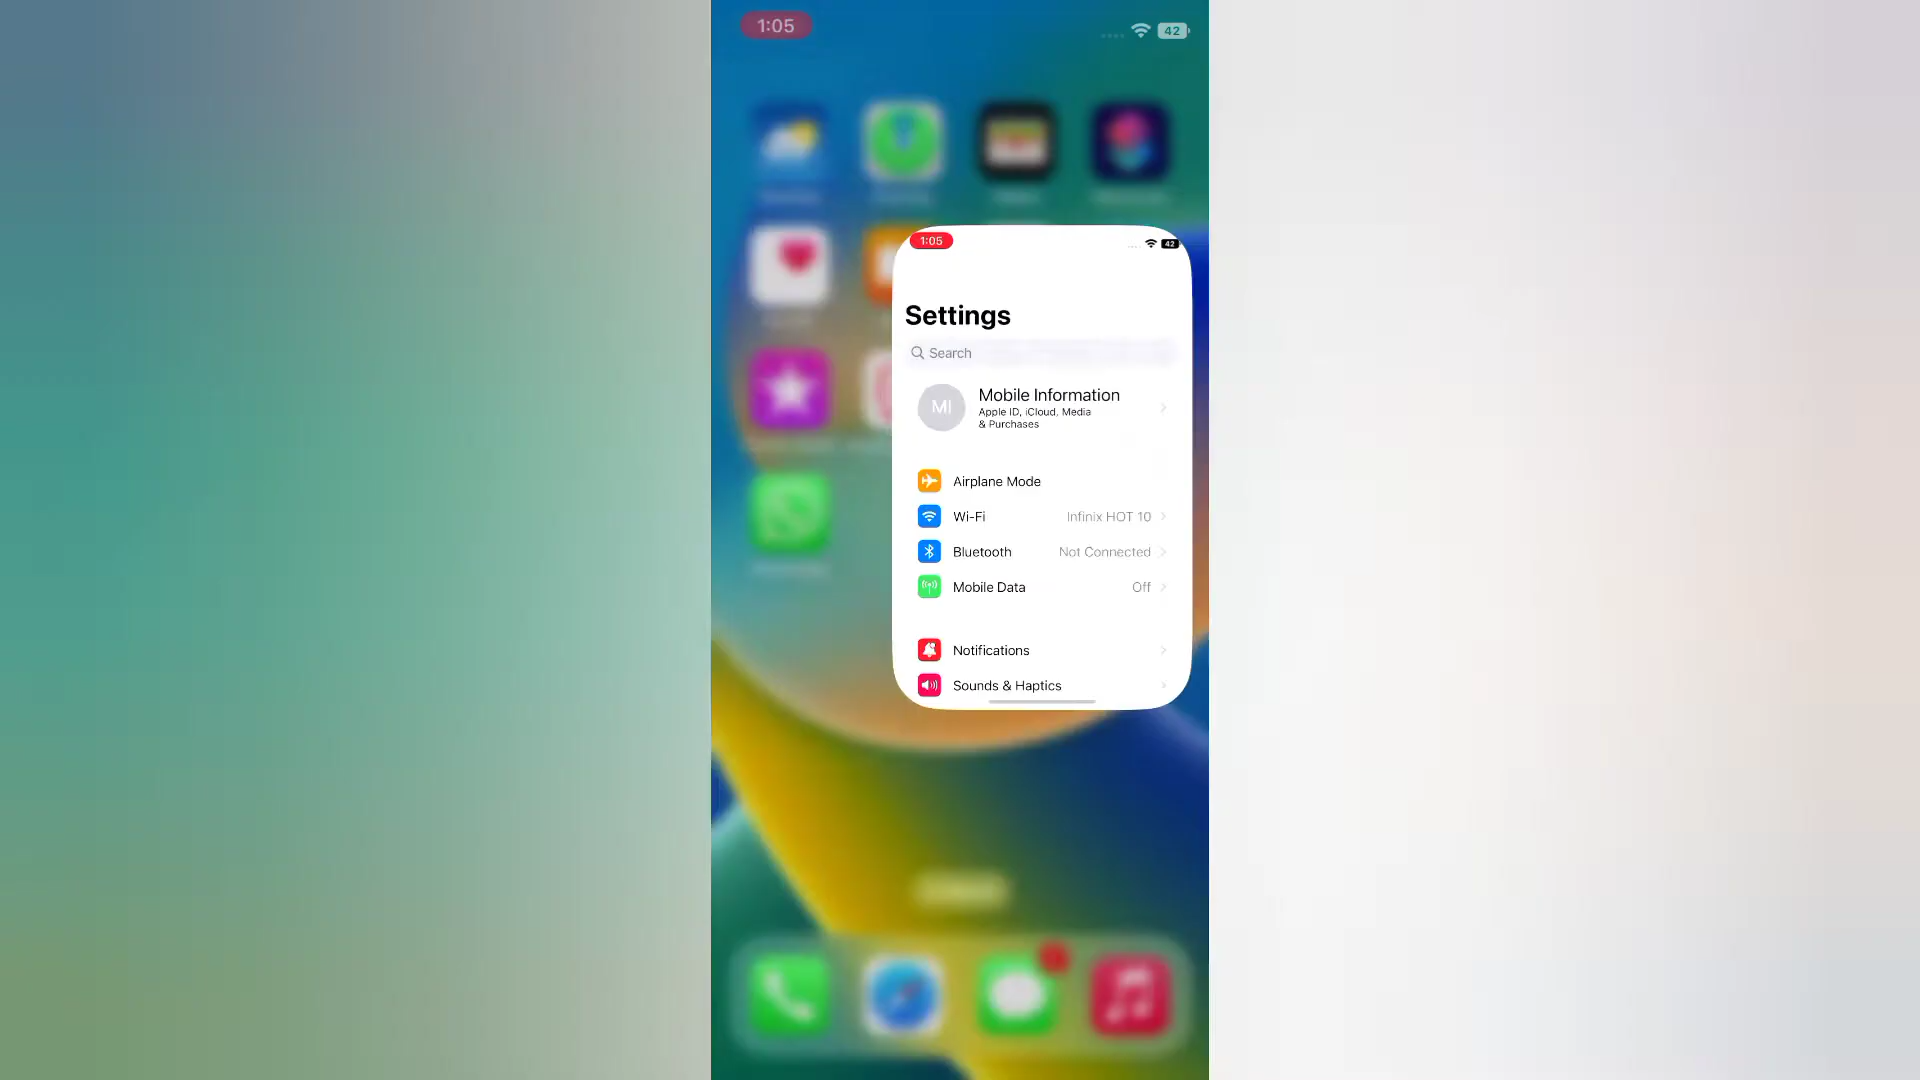 1:05
42
1:05
42
Settings
Search
MI
Mobile Information
Apple ID, iCloud, Media
& Purchases
Airplane Mode
Wi-Fi
Infinix HOT 10
Bluetooth
Not Connected
Mobile Data
Off
Notifications
Sounds & Haptics